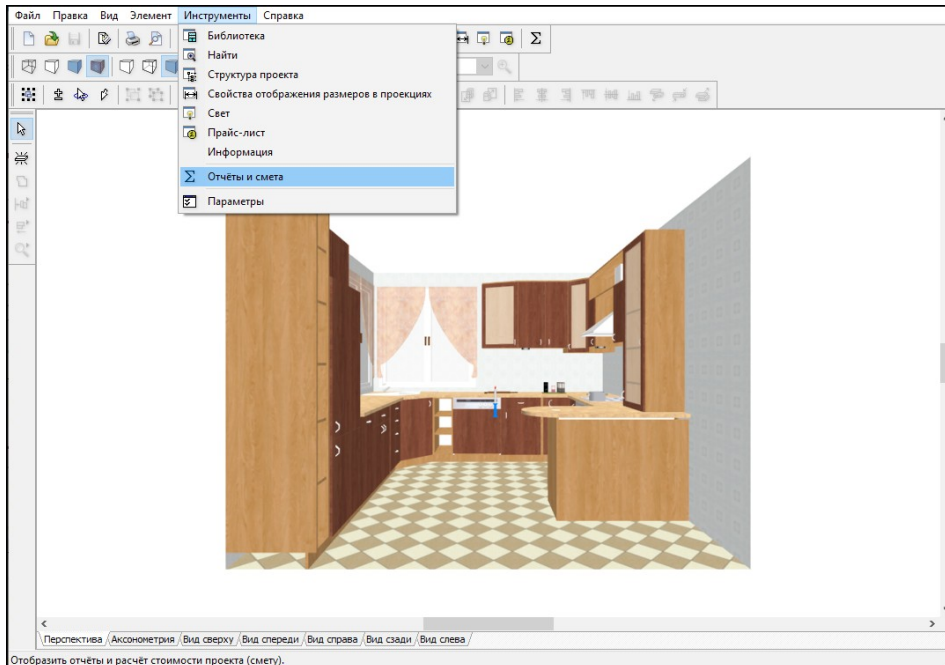 Файл Правка Вид Элемент Инструменты Справка
Библиотека
Найти
Структура проекта
Свойства отображения размеров в проекциях
Свет
Прайс-лист
Информация
Отчёты и смета
Параметры
Перспектива Аксонометрия Вид сверху Вид спереди Вид справа Вид сзади Вид слева
Отобразить отчёты и расчёт стоимости проекта (смету).